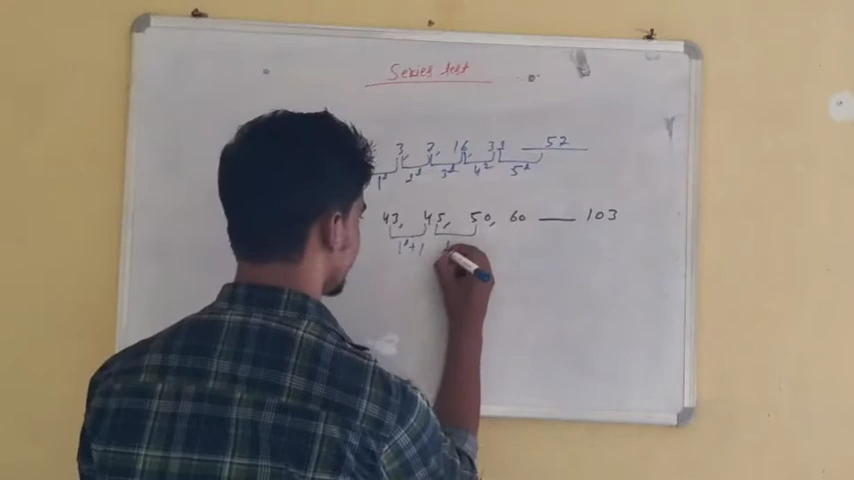 Series test
3, 7, 16, 32 52
1² 2² 3² 4² 5²
43, 45, 50, 60 ___ 103
1²+1